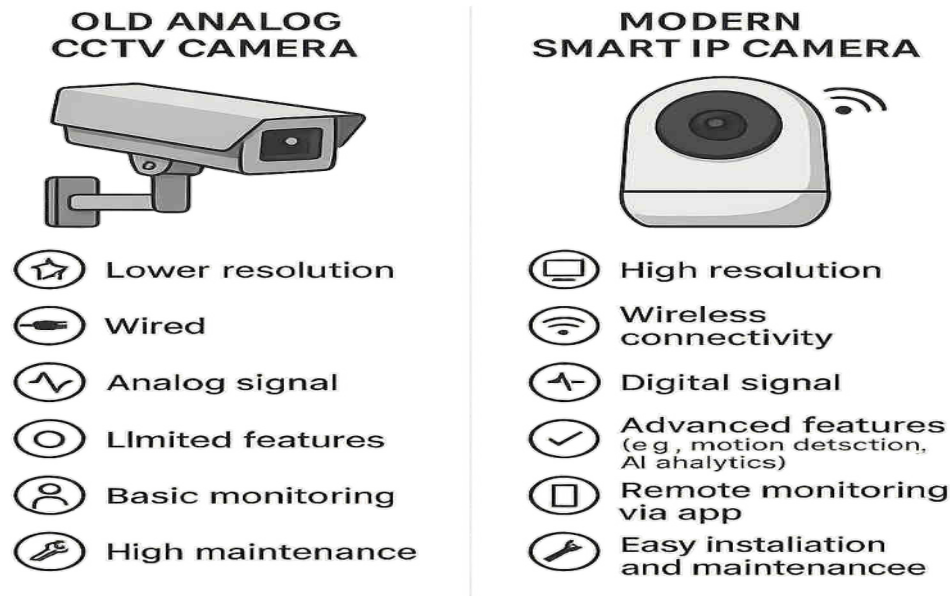 OLD ANALOG
CCTV CAMERA
Lower resolution
Wired
Analog signal
LImited features
Basic monitoring
High maintenance
MODERN
SMART IP CAMERA
High resalution
Wireless
connectivity
Digital signal
Advanced features
(e g, motion detsction,
AI ahalytics)
Remote monitoring
via app
Easy instaliation
and maintenancee